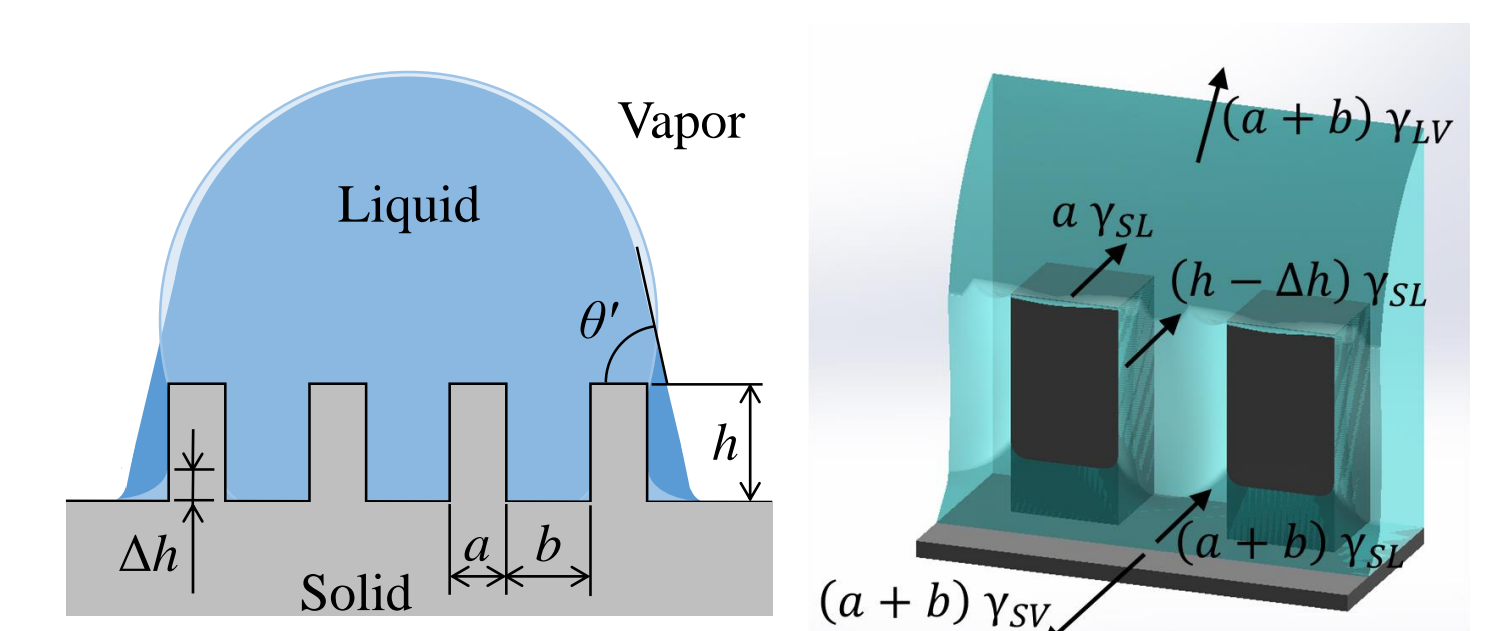 Vapor
Liquid
θ′
h
Δh
a
b
Solid
(a + b) γ_LV
a γ_SL
(h − Δh) γ_SL
(a + b) γ_SL
(a + b) γ_SV